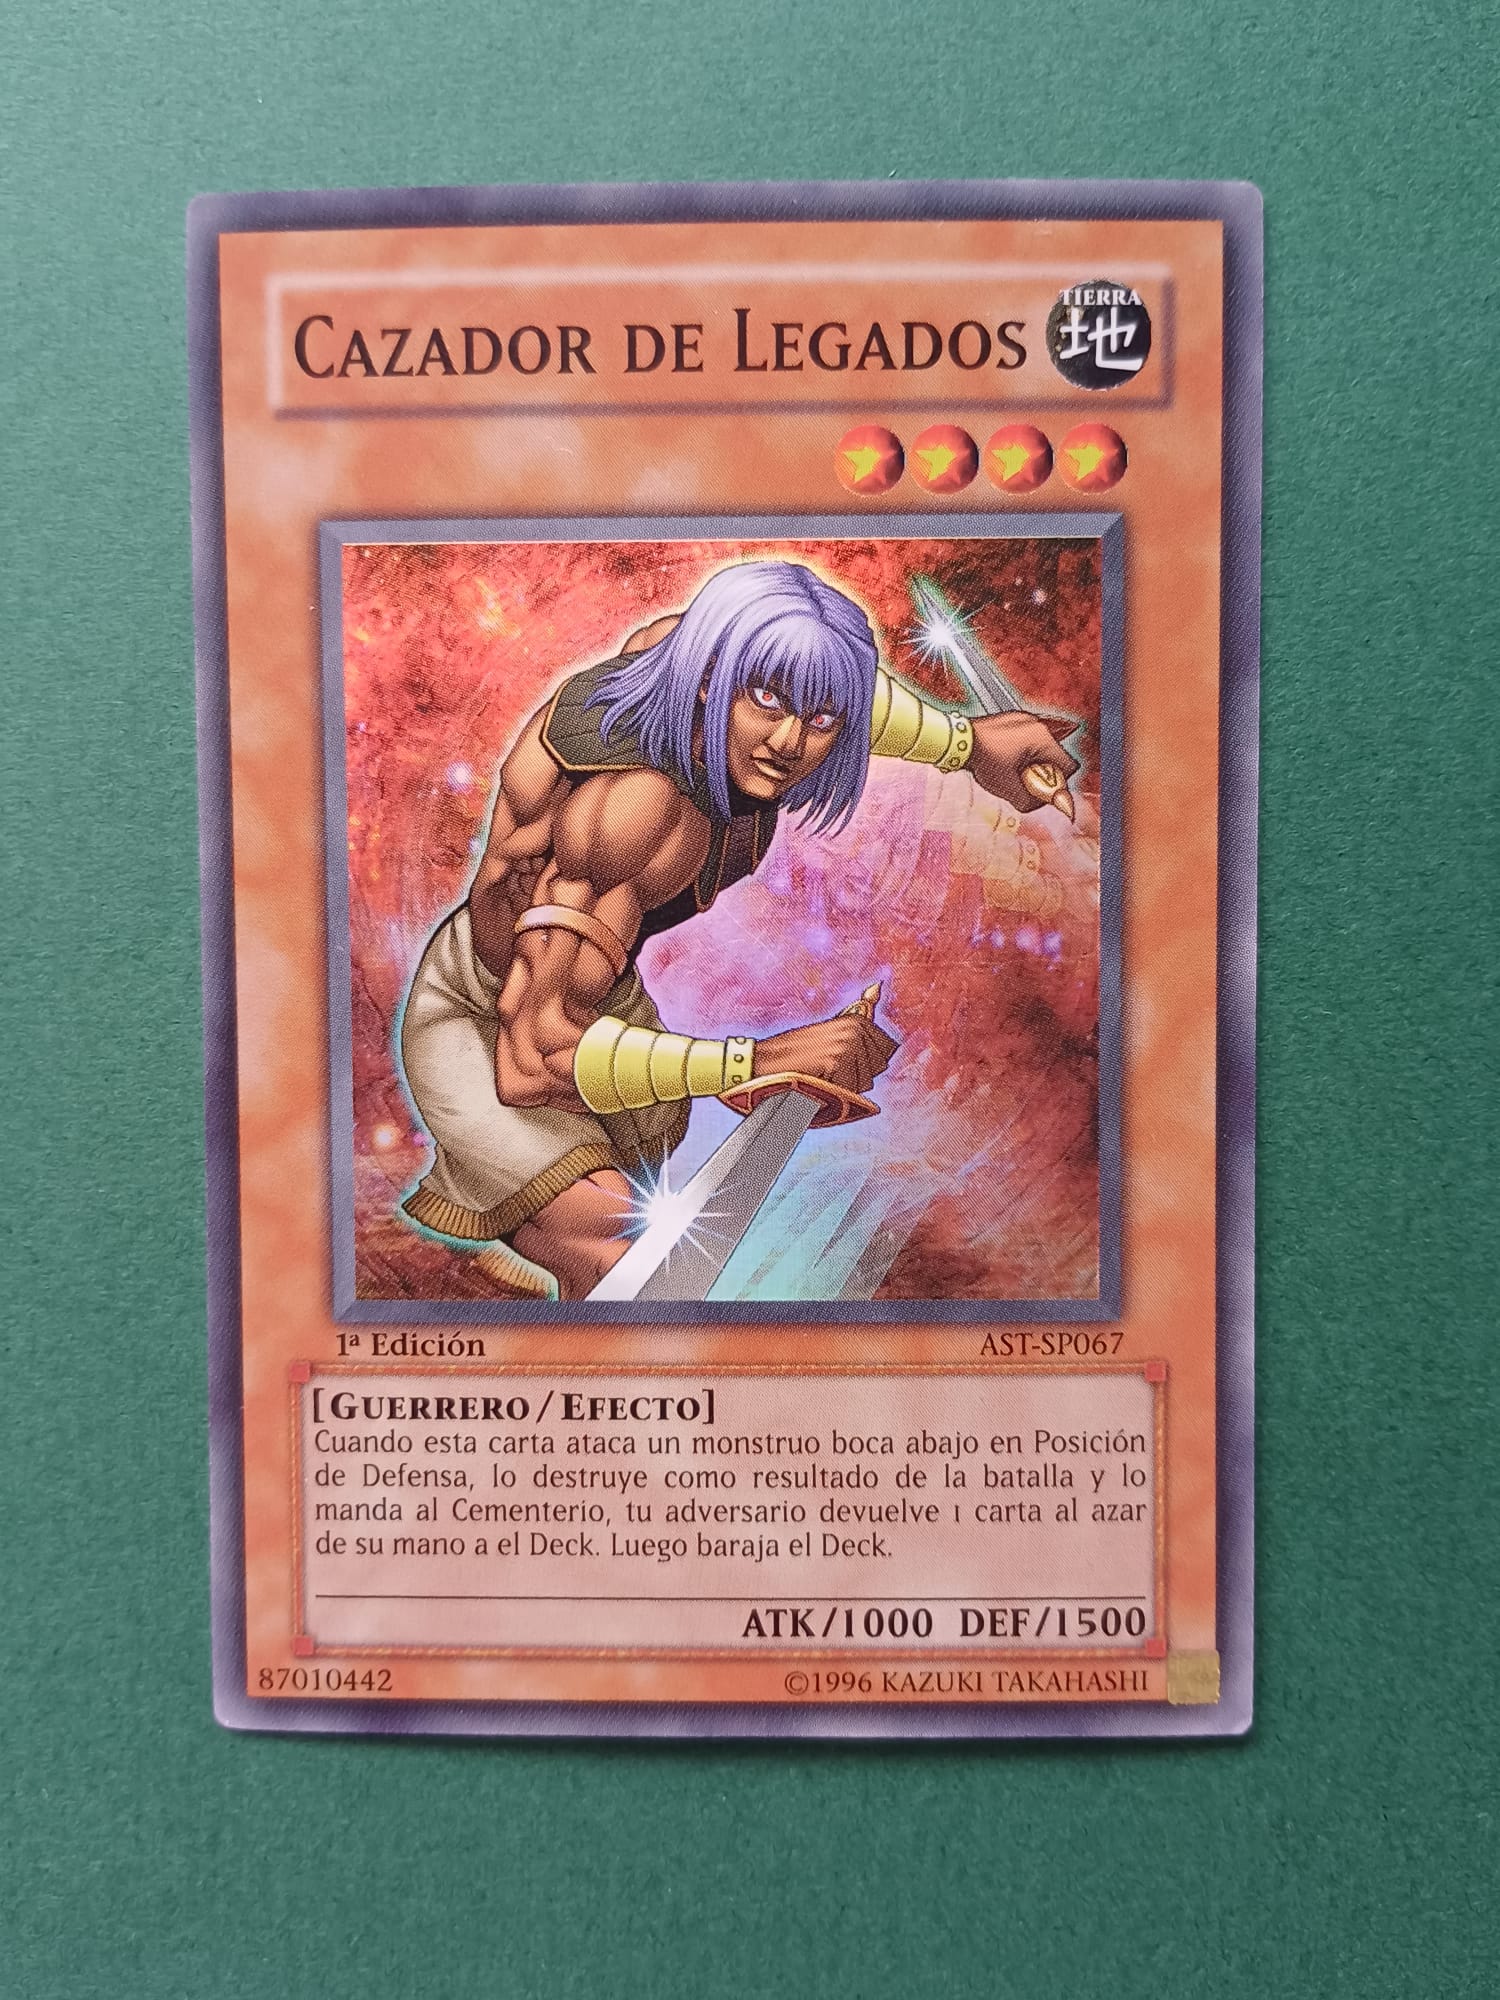 CAZADOR DE LEGADOS
TIERRA
地
1ª Edición
AST-SP067
[GUERRERO/EFECTO]
Cuando esta carta ataca un monstruo boca abajo en Posición
de Defensa, lo destruye como resultado de la batalla y lo
manda al Cementerio, tu adversario devuelve 1 carta al azar
de su mano a el Deck. Luego baraja el Deck.
ATK/1000 DEF/1500
87010442
©1996 KAZUKI TAKAHASHI